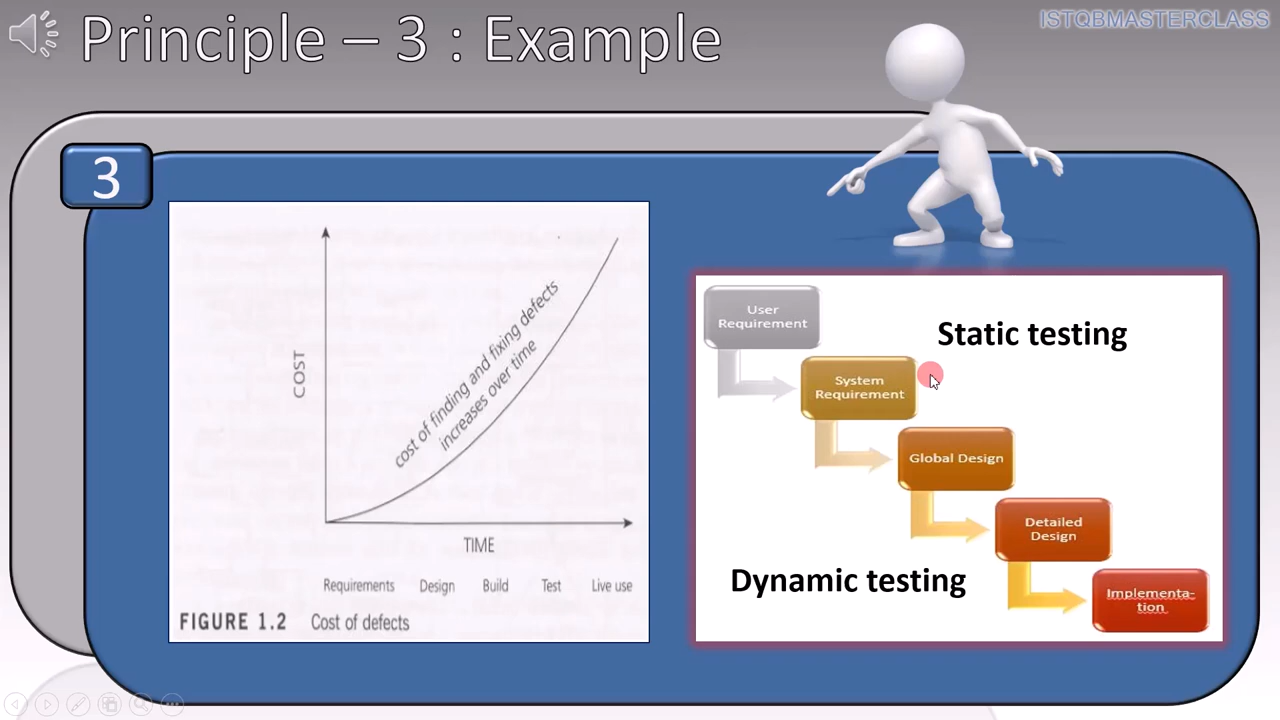 Principle – 3 : Example
ISTQBMASTERCLASS
3
COST
cost of finding and fixing defects
increases over time
TIME
Requirements Design Build Test Live use
FIGURE 1.2 Cost of defects
User
Requirement
Static testing
System
Requirement
Global Design
Detailed
Design
Dynamic testing
Implementa-
tion